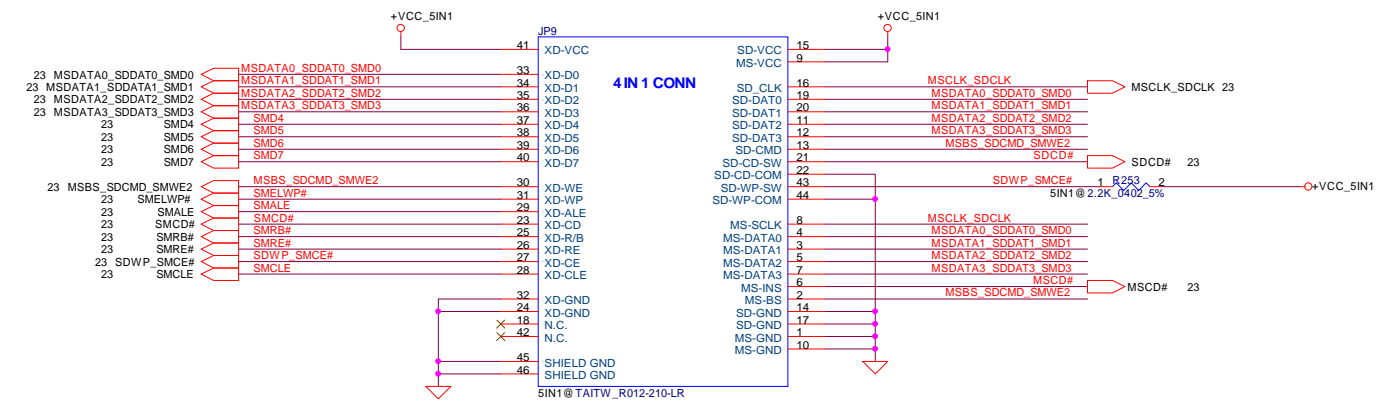 +VCC_5IN1 +VCC_5IN1
JP9
41 XD-VCC SD-VCC 15
MS-VCC 9
4 IN 1 CONN
23 MSDATA0_SDDAT0_SMD0 MSDATA0_SDDAT0_SMD0 33 XD-D0
23 MSDATA1_SDDAT1_SMD1 MSDATA1_SDDAT1_SMD1 34 XD-D1 SD_CLK 16 MSCLK_SDCLK MSCLK_SDCLK 23
23 MSDATA2_SDDAT2_SMD2 MSDATA2_SDDAT2_SMD2 35 XD-D2 SD-DAT0 19 MSDATA0_SDDAT0_SMD0
23 MSDATA3_SDDAT3_SMD3 MSDATA3_SDDAT3_SMD3 36 XD-D3 SD-DAT1 20 MSDATA1_SDDAT1_SMD1
23 SMD4 SMD4 37 XD-D4 SD-DAT2 11 MSDATA2_SDDAT2_SMD2
23 SMD5 SMD5 38 XD-D5 SD-DAT3 12 MSDATA3_SDDAT3_SMD3
23 SMD6 SMD6 39 XD-D6 SD-CMD 13 MSBS_SDCMD_SMWE2
23 SMD7 SMD7 40 XD-D7 SD-CD-SW 21 SDCD# SDCD# 23
SD-CD-COM 22
23 MSBS_SDCMD_SMWE2 MSBS_SDCMD_SMWE2 30 XD-WE SD-WP-SW 43 SDWP_SMCE# 1 R253 2 +VCC_5IN1
5IN1@ 2.2K_0402_5%
23 SMELWP# SMELWP# 31 XD-WP SD-WP-COM 44
23 SMALE SMALE 29 XD-ALE
23 SMCD# SMCD# 23 XD-CD MS-SCLK 8 MSCLK_SDCLK
23 SMRB# SMRB# 25 XD-R/B MS-DATA0 4 MSDATA0_SDDAT0_SMD0
23 SMRE# SMRE# 26 XD-RE MS-DATA1 3 MSDATA1_SDDAT1_SMD1
23 SDWP_SMCE# SDWP_SMCE# 27 XD-CE MS-DATA2 5 MSDATA2_SDDAT2_SMD2
23 SMCLE SMCLE 28 XD-CLE MS-DATA3 7 MSDATA3_SDDAT3_SMD3
MS-INS 6 MSCD# MSCD# 23
32 XD-GND MS-BS 2 MSBS_SDCMD_SMWE2
24 XD-GND SD-GND 14
18 N.C. SD-GND 17
42 N.C. MS-GND 1
MS-GND 10
45 SHIELD GND
46 SHIELD GND
5IN1@ TAITW_R012-210-LR